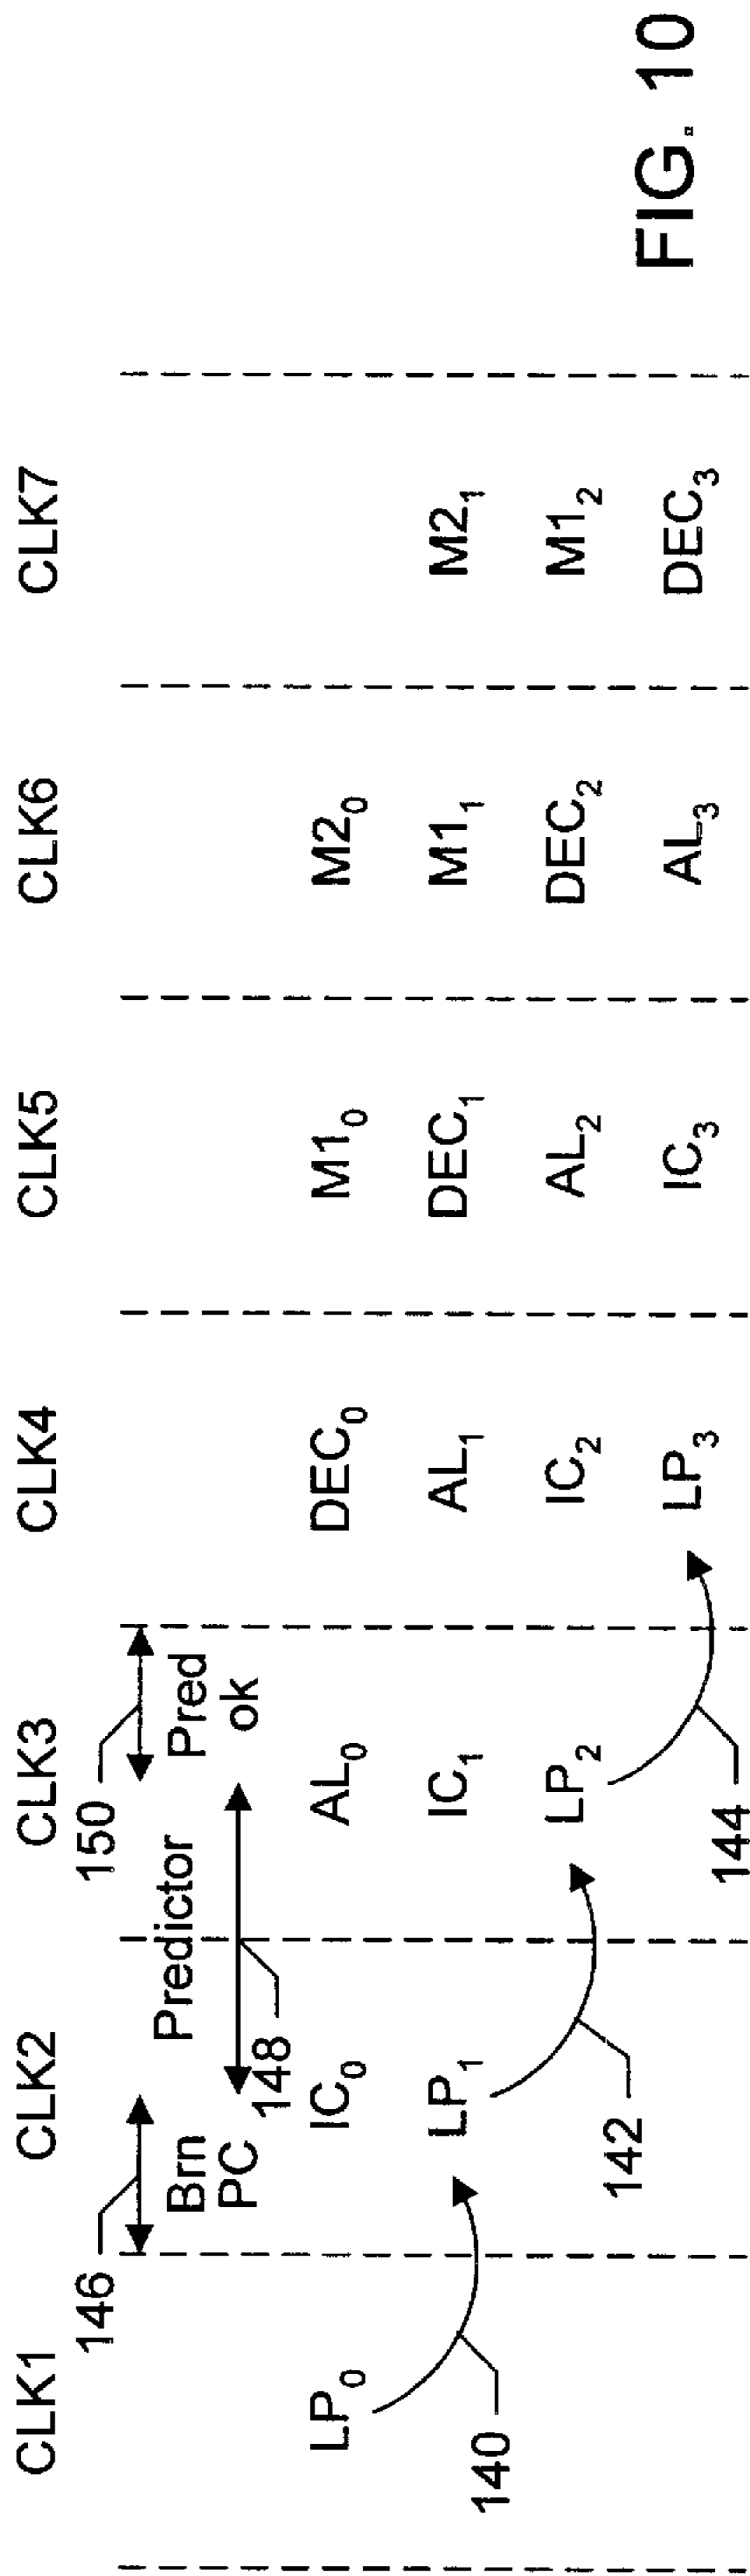 CLK1 CLK2 CLK3 CLK4 CLK5 CLK6 CLK7
146 150
Brn PC Predictor Pred ok
148
LP0 IC0 AL0 DEC0 M10 M20
LP1 IC1 AL1 DEC1 M11 M21
140
LP2 IC2 AL2 DEC2 M12
142
LP3 IC3 AL3 DEC3
144
FIG. 10